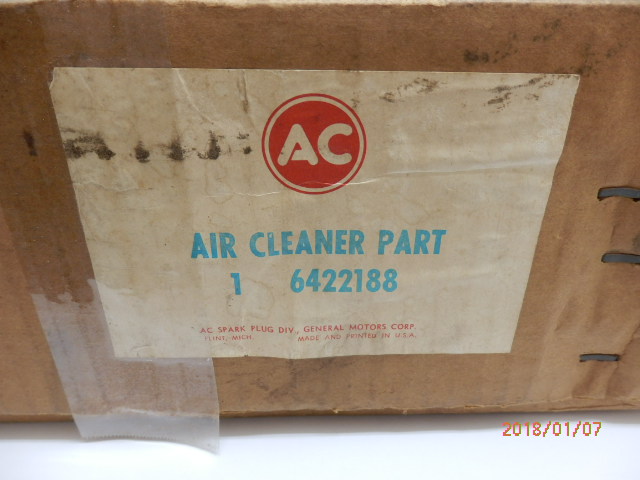 AC
AIR CLEANER PART
1 6422188
AC SPARK PLUG DIV., GENERAL MOTORS CORP.
FLINT, MICH. MADE AND PRINTED IN U.S.A.
2018/01/07